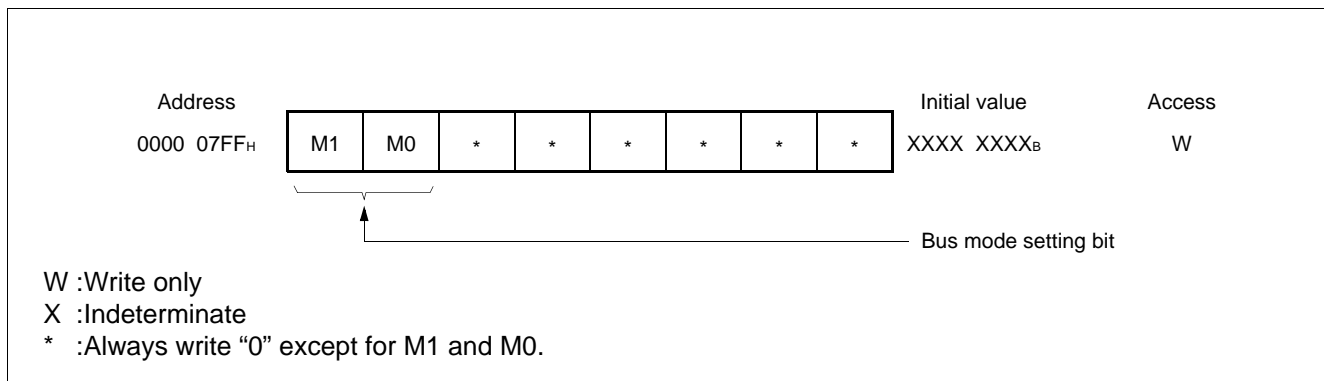 Address Initial value Access
0000 07FFH M1 M0 * * * * * * XXXX XXXXB W
Bus mode setting bit
W :Write only
X :Indeterminate
* :Always write “0” except for M1 and M0.